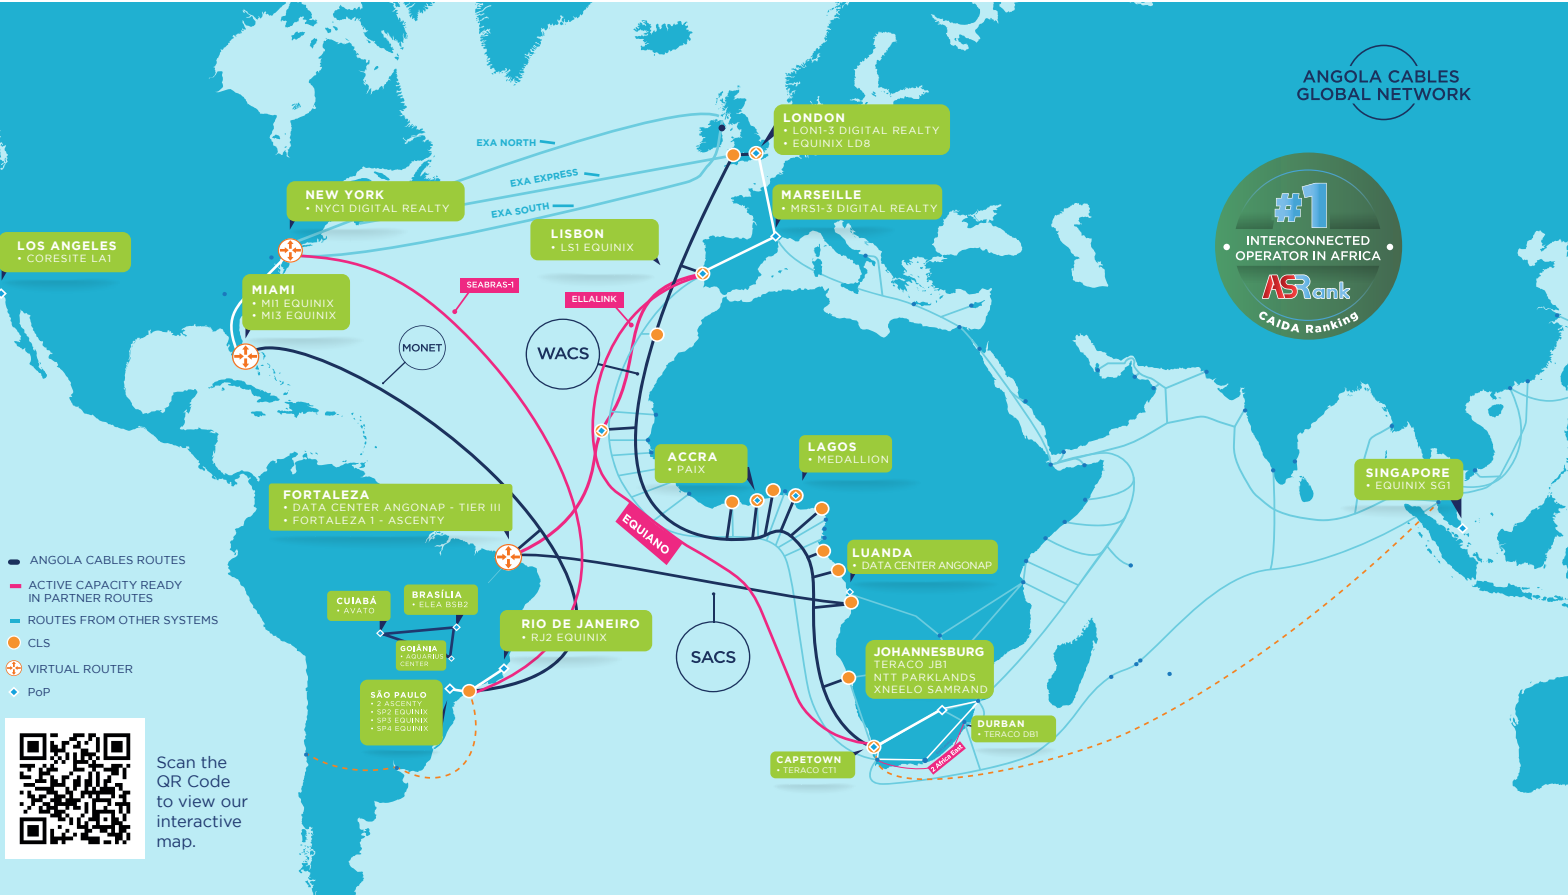 ANGOLA CABLES
GLOBAL NETWORK
#1
INTERCONNECTED
OPERATOR IN AFRICA
ASRank
CAIDA Ranking
LONDON
• LON1-3 DIGITAL REALTY
• EQUINIX LD8
EXA NORTH
EXA EXPRESS
EXA SOUTH
NEW YORK
• NYC1 DIGITAL REALTY
MARSEILLE
• MRS1-3 DIGITAL REALTY
LISBON
• LS1 EQUINIX
LOS ANGELES
• CORESITE LA1
MIAMI
• MI1 EQUINIX
• MI3 EQUINIX
SEABRAS-1
ELLALINK
MONET
WACS
ACCRA
• PAIX
LAGOS
• MEDALLION
SINGAPORE
• EQUINIX SG1
FORTALEZA
• DATA CENTER ANGONAP - TIER III
• FORTALEZA 1 - ASCENTY
EQUIANO
LUANDA
• DATA CENTER ANGONAP
CUIABÁ
• AVATO
BRASÍLIA
• ELEA BSB2
GOIÂNIA
• AQUARIUS
CENTER
RIO DE JANEIRO
• RJ2 EQUINIX
SACS
JOHANNESBURG
TERACO JB1
NTT PARKLANDS
XNEELO SAMRAND
SÃO PAULO
• 2 ASCENTY
• SP2 EQUINIX
• SP3 EQUINIX
• SP4 EQUINIX
DURBAN
• TERACO DB1
2 Africa East
CAPETOWN
• TERACO CT1
ANGOLA CABLES ROUTES
ACTIVE CAPACITY READY
IN PARTNER ROUTES
ROUTES FROM OTHER SYSTEMS
CLS
VIRTUAL ROUTER
PoP
Scan the
QR Code
to view our
interactive
map.